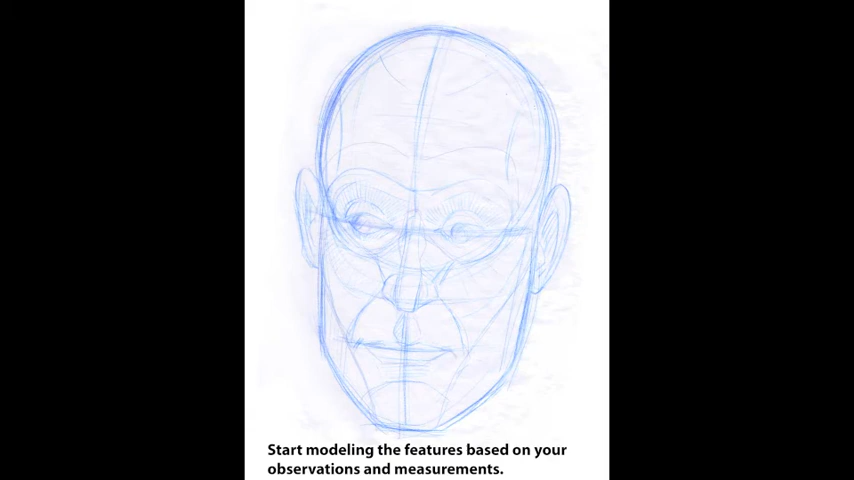 Start modeling the features based on your
observations and measurements.